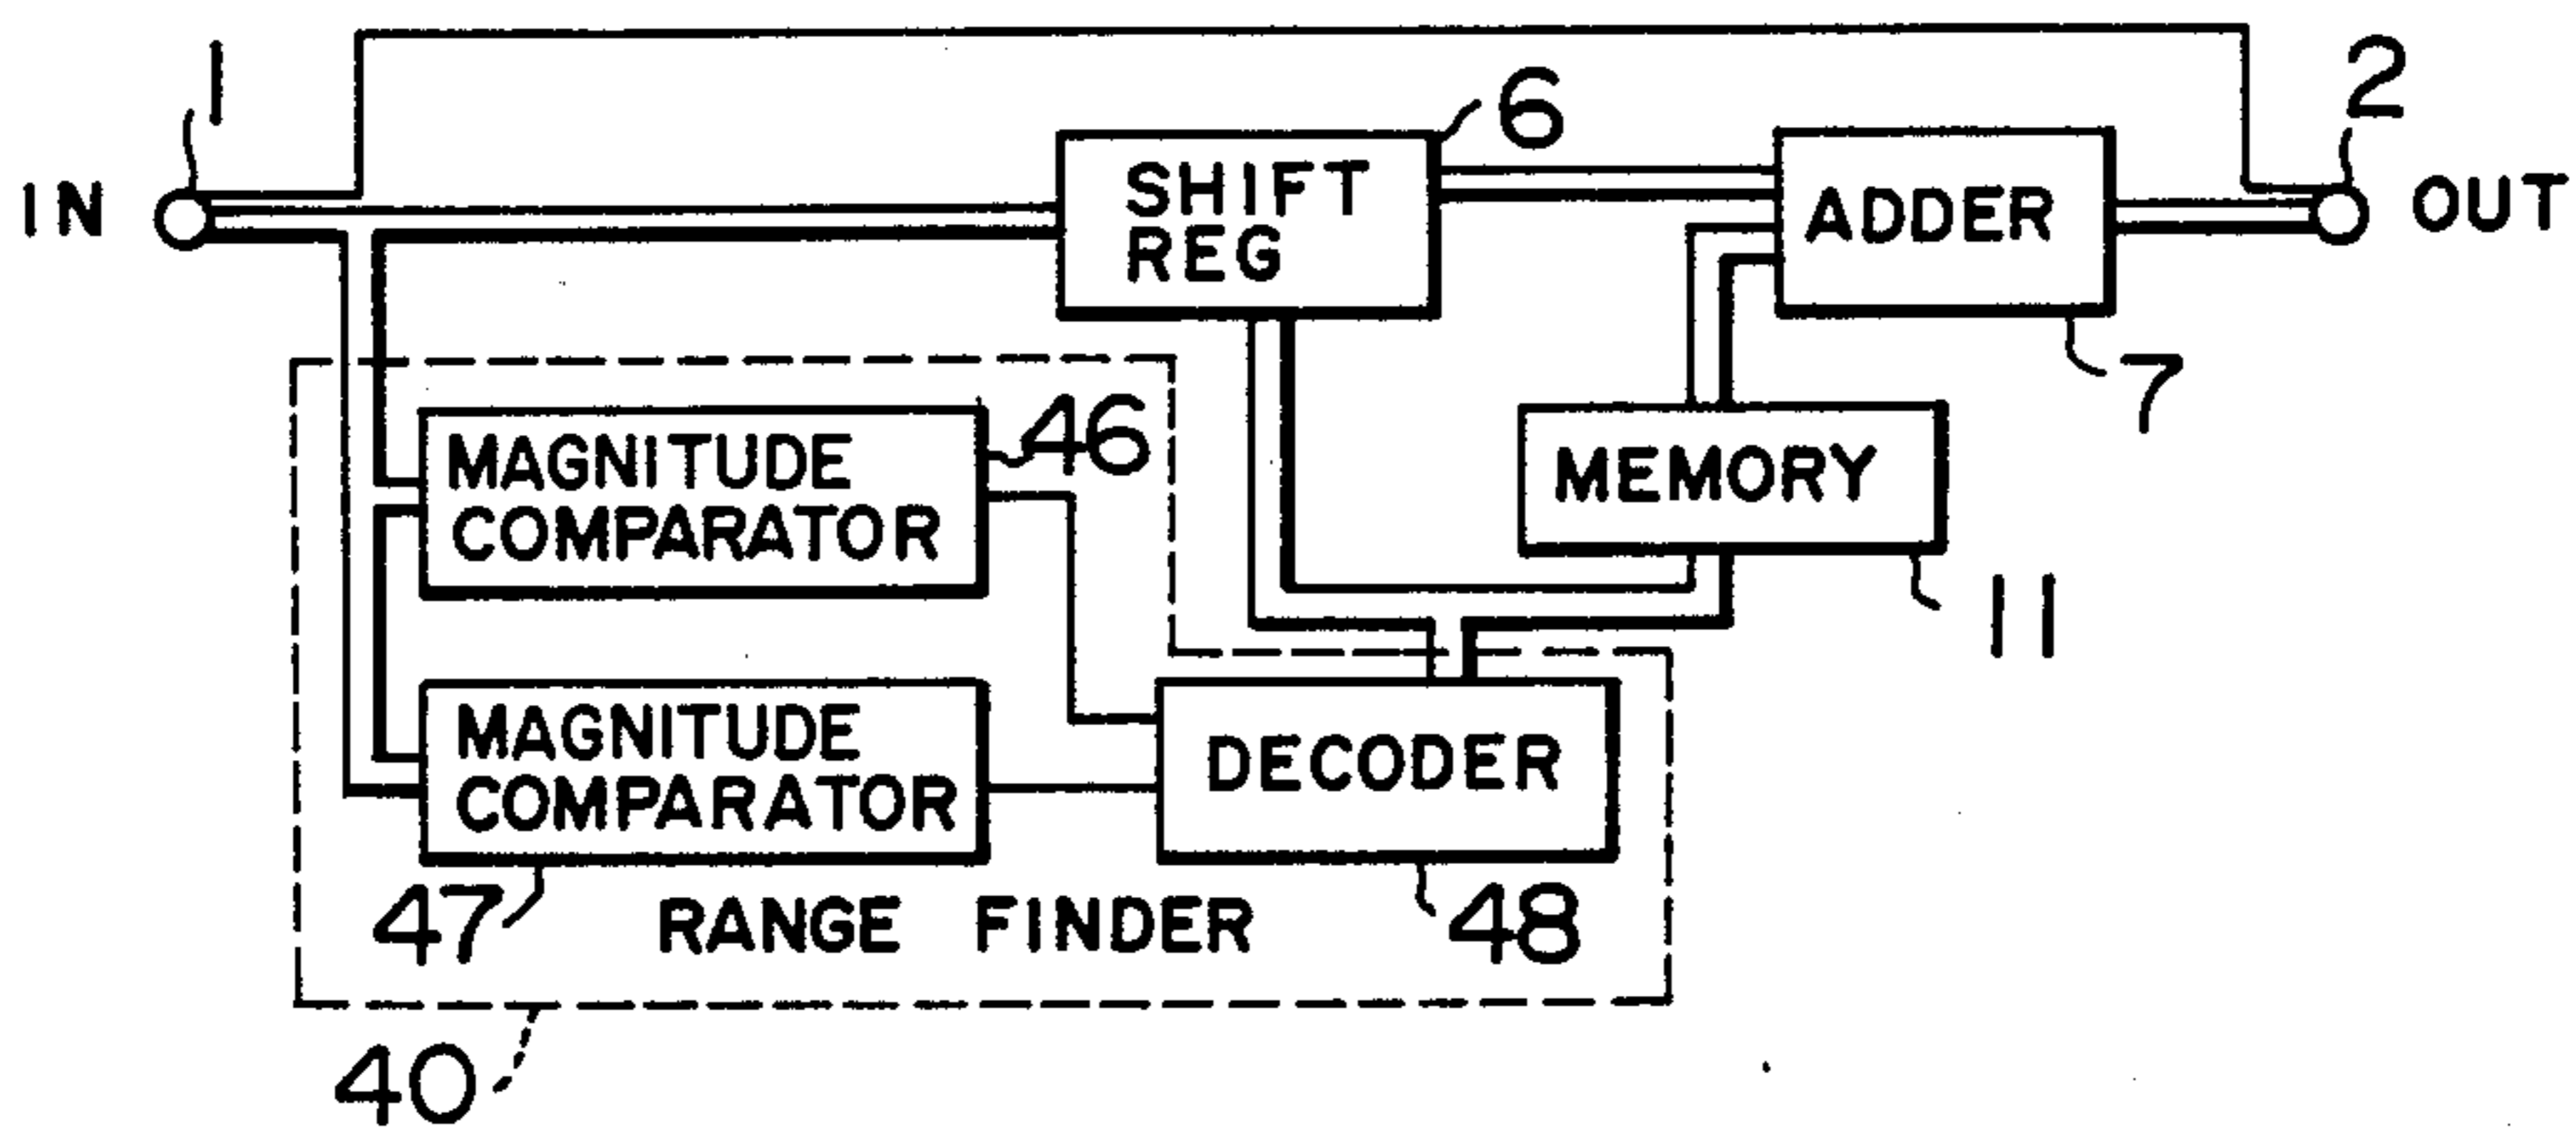 1
2
6
IN
SHIFT
REG
ADDER
OUT
7
MAGNITUDE
COMPARATOR
46
MEMORY
11
MAGNITUDE
COMPARATOR
DECODER
47
RANGE FINDER
48
40